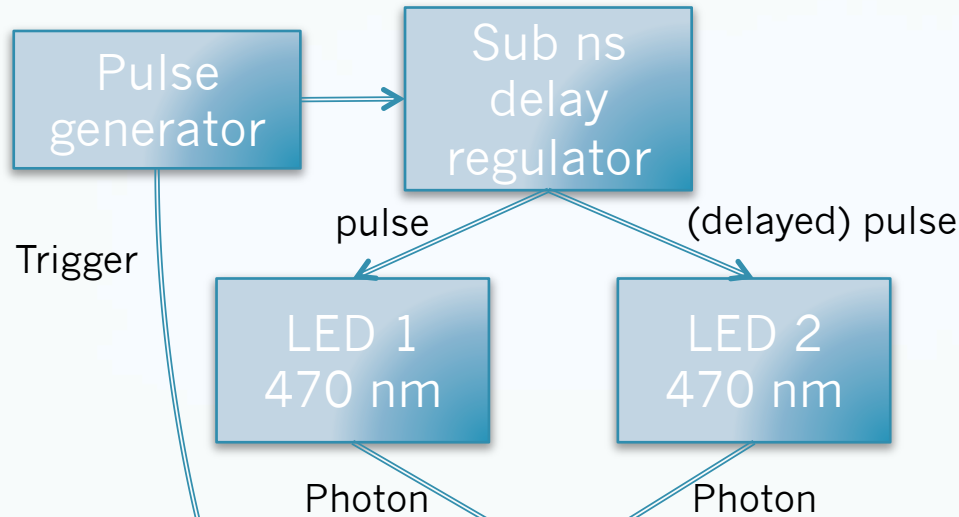 Pulse
generator
Sub ns
delay
regulator
pulse
(delayed) pulse
Trigger
LED 1
470 nm
LED 2
470 nm
Photon
Photon